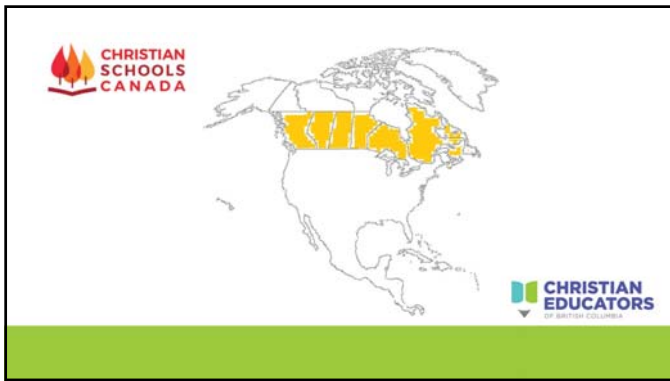 CHRISTIAN
SCHOOLS
CANADA
CHRISTIAN
EDUCATORS
OF BRITISH COLUMBIA